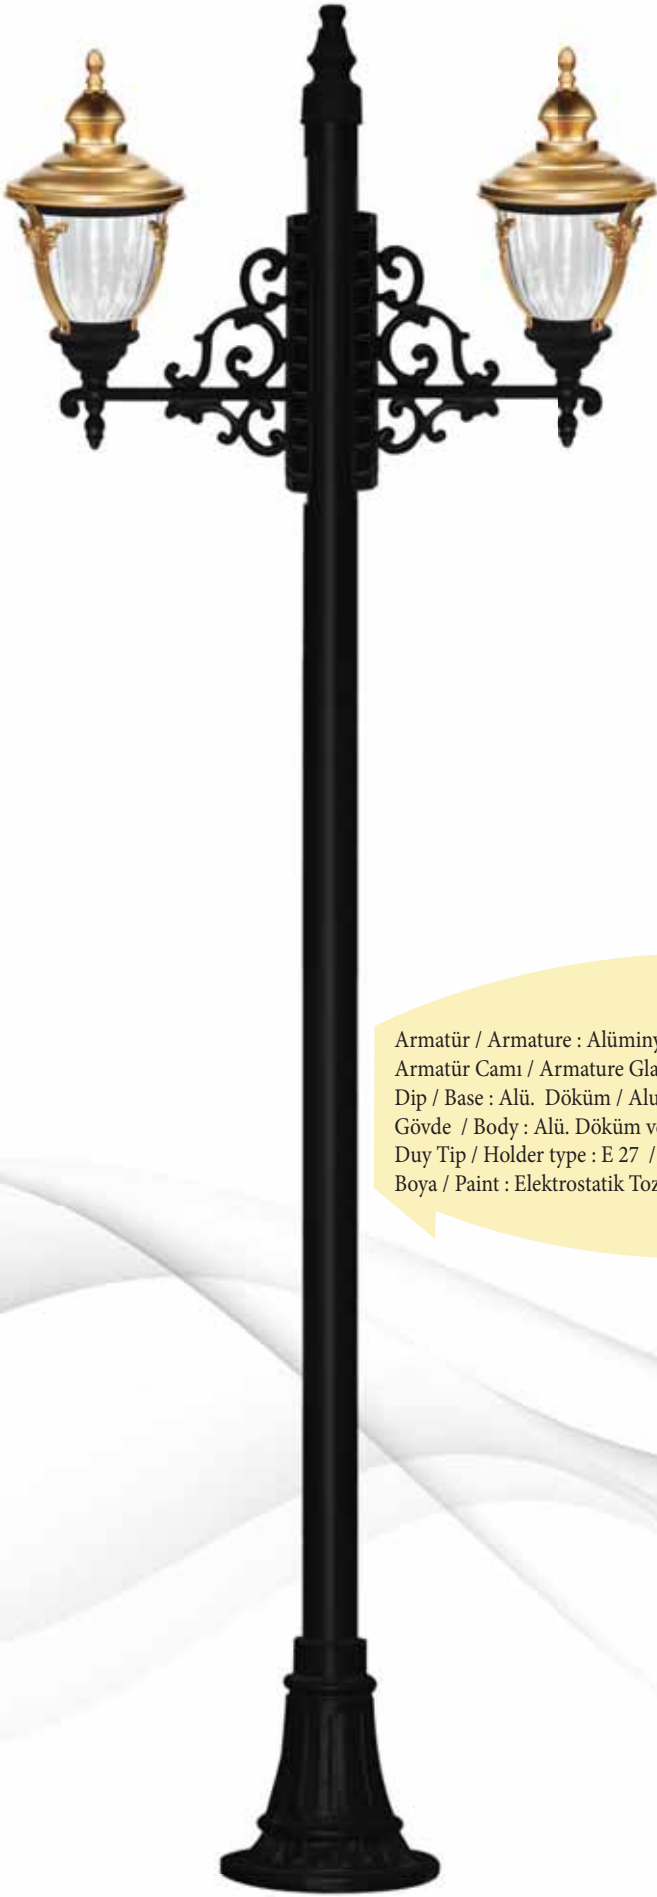 Armatür / Armature : Alüminy
Armatür Camı / Armature Gla
Dip / Base : Alü. Döküm / Alu
Gövde / Body : Alü. Döküm ve
Duy Tip / Holder type : E 27 /
Boya / Paint : Elektrostatik Toz